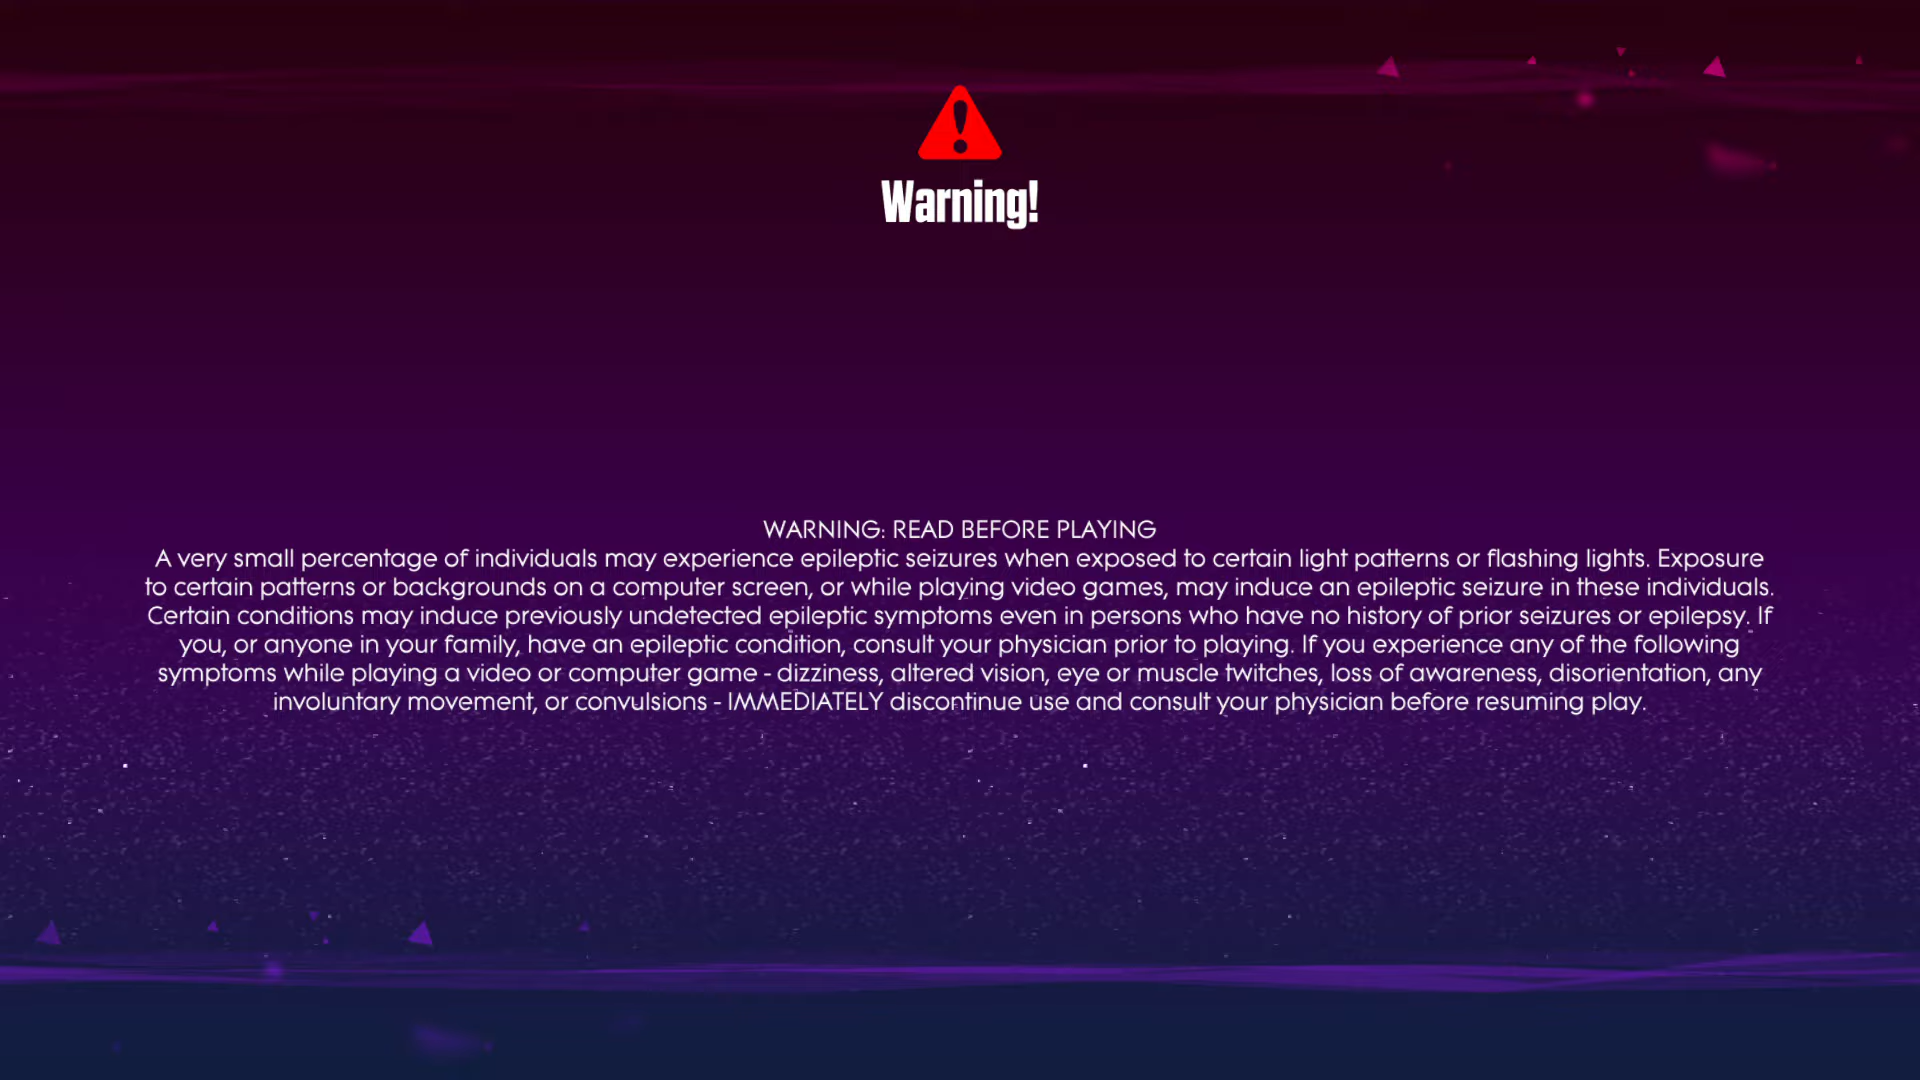 Warning!
WARNING: READ BEFORE PLAYING
A very small percentage of individuals may experience epileptic seizures when exposed to certain light patterns or flashing lights. Exposure
to certain patterns or backgrounds on a computer screen, or while playing video games, may induce an epileptic seizure in these individuals.
Certain conditions may induce previously undetected epileptic symptoms even in persons who have no history of prior seizures or epilepsy. If
you, or anyone in your family, have an epileptic condition, consult your physician prior to playing. If you experience any of the following
symptoms while playing a video or computer game - dizziness, altered vision, eye or muscle twitches, loss of awareness, disorientation, any
involuntary movement, or convulsions - IMMEDIATELY discontinue use and consult your physician before resuming play.